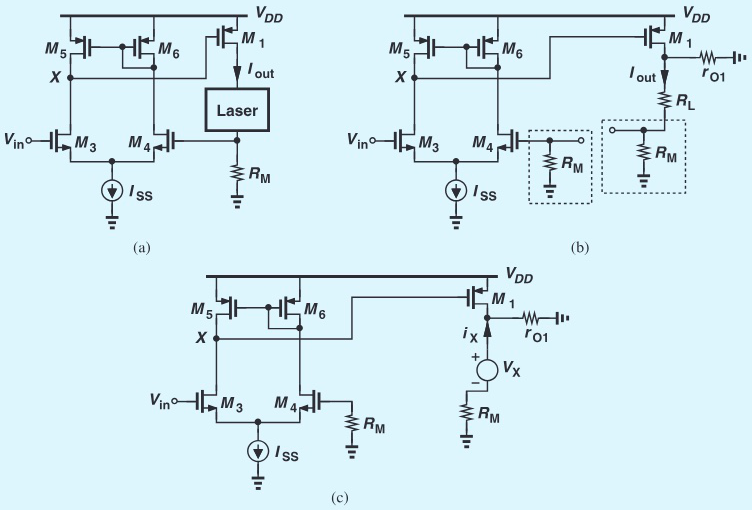 V_DD
M_5
M_6
M_1
X
I_out
Laser
V_in
M_3
M_4
R_M
I_SS
(a)
V_DD
M_5
M_6
M_1
X
I_out
r_O1
R_L
V_in
M_3
M_4
R_M
R_M
I_SS
(b)
V_DD
M_5
M_6
M_1
X
i_X
r_O1
+
V_X
−
V_in
M_3
M_4
R_M
R_M
I_SS
(c)